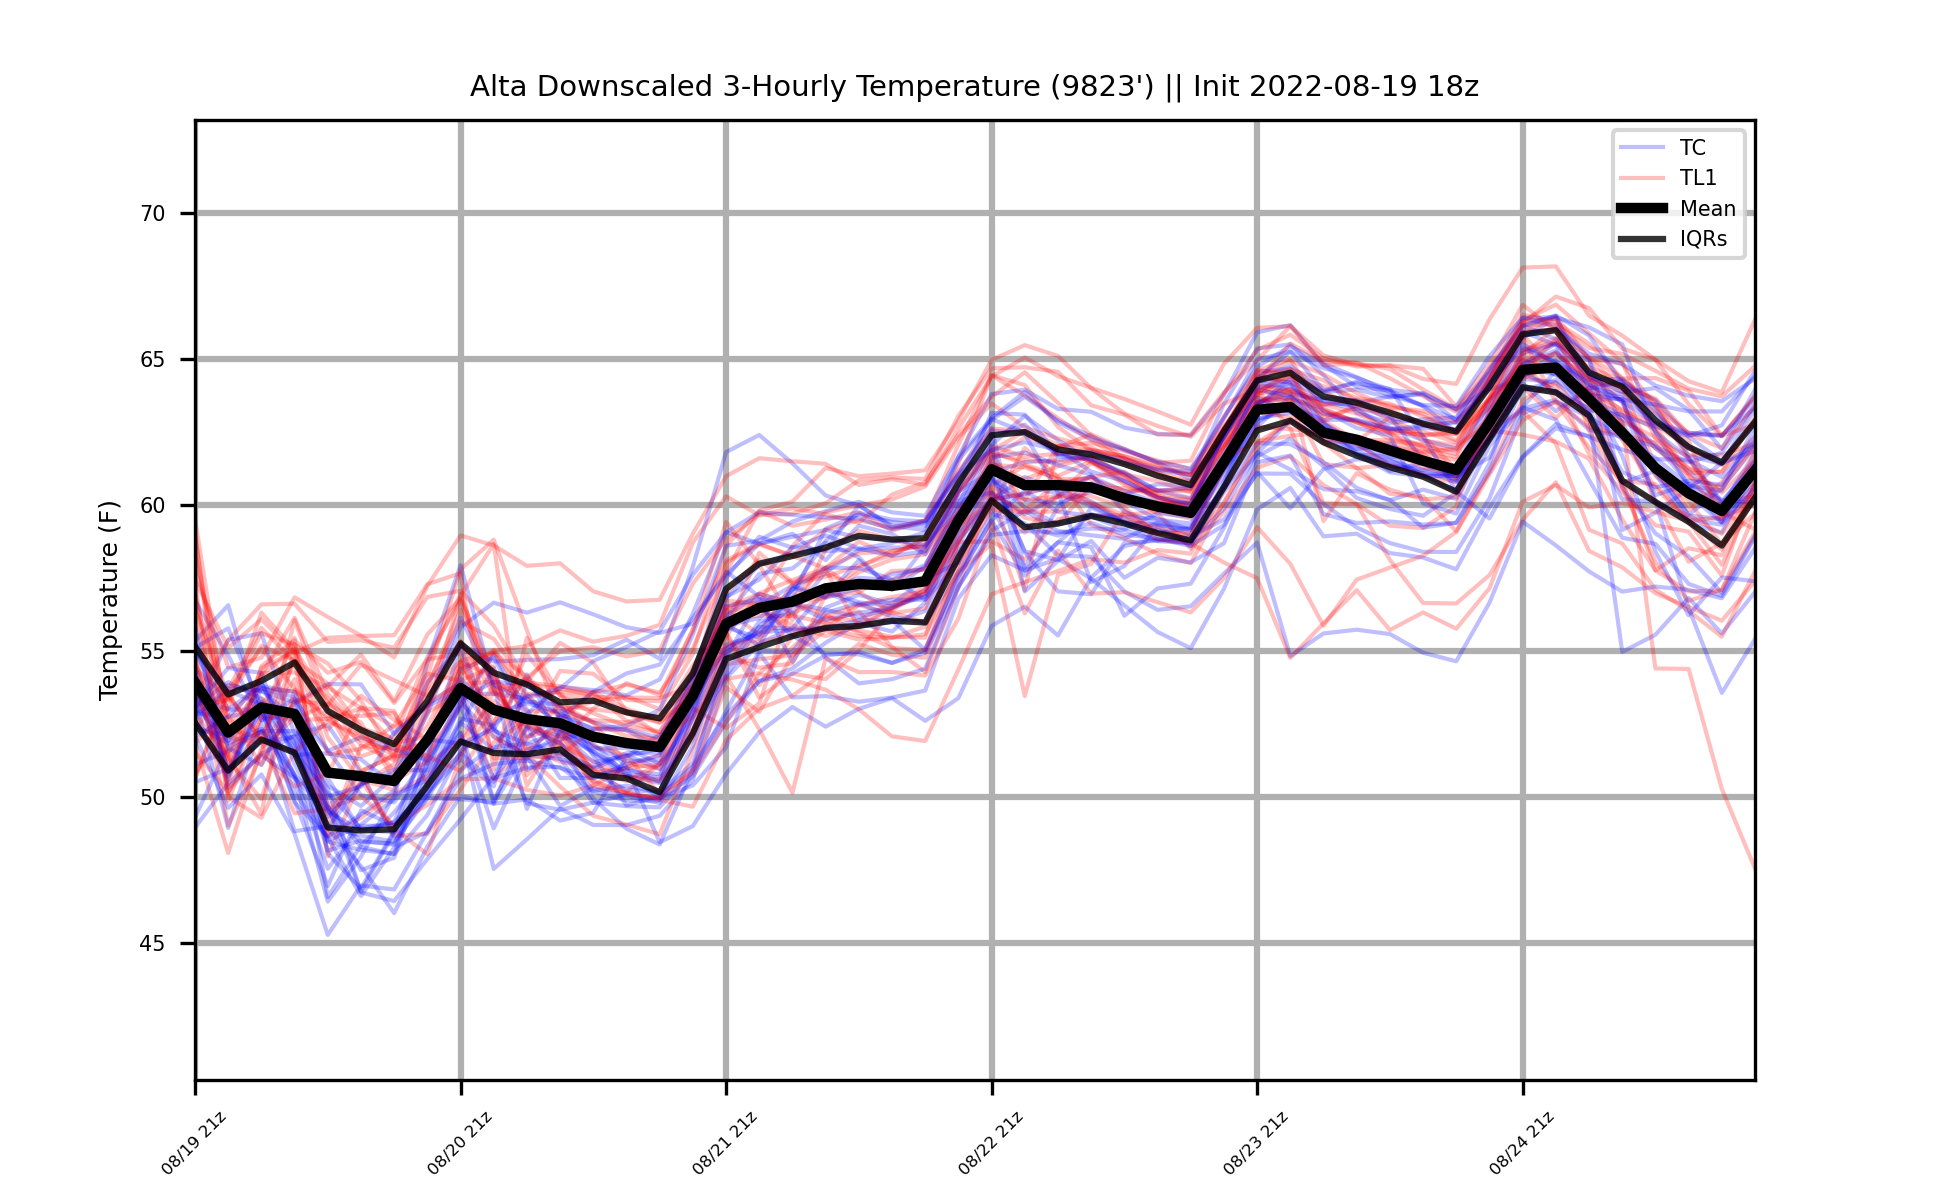 Alta Downscaled 3-Hourly Temperature (9823') || Init 2022-08-19 18z
TC
TL1
Mean
IQRs
Temperature (F)
70
65
60
55
50
45
08/19 21z
08/20 21z
08/21 21z
08/22 21z
08/23 21z
08/24 21z